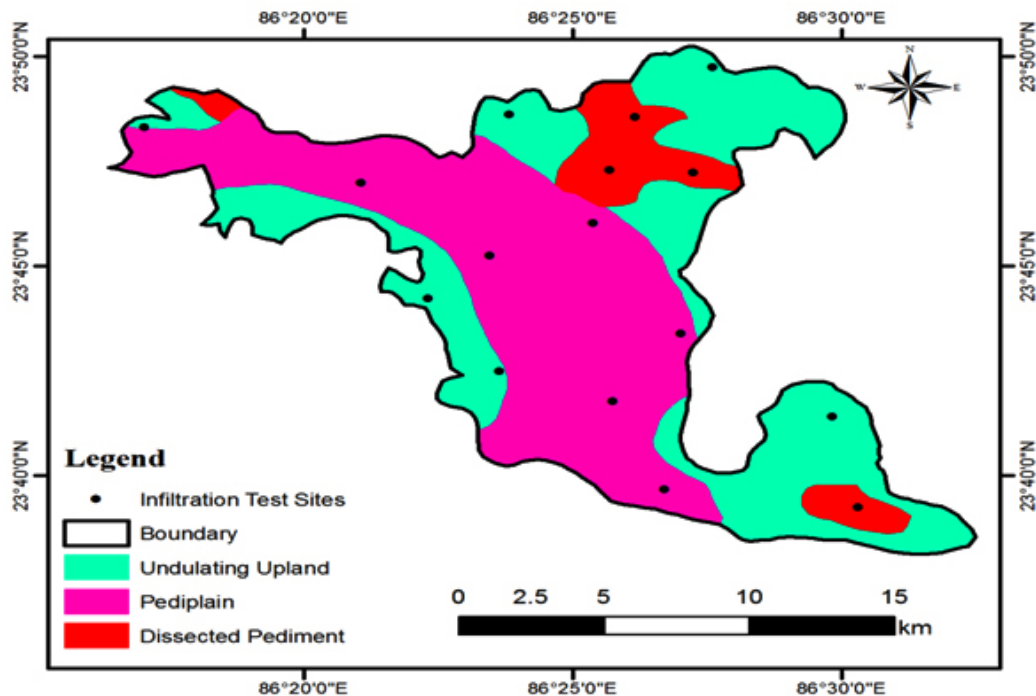 86°20'0"E 86°25'0"E 86°30'0"E
23°50'0"N 23°50'0"N
N
W E
S
23°45'0"N 23°45'0"N
23°40'0"N 23°40'0"N
Legend
Infiltration Test Sites
Boundary
Undulating Upland
Pediplain
Dissected Pediment
0 2.5 5 10 15
km
86°20'0"E 86°25'0"E 86°30'0"E